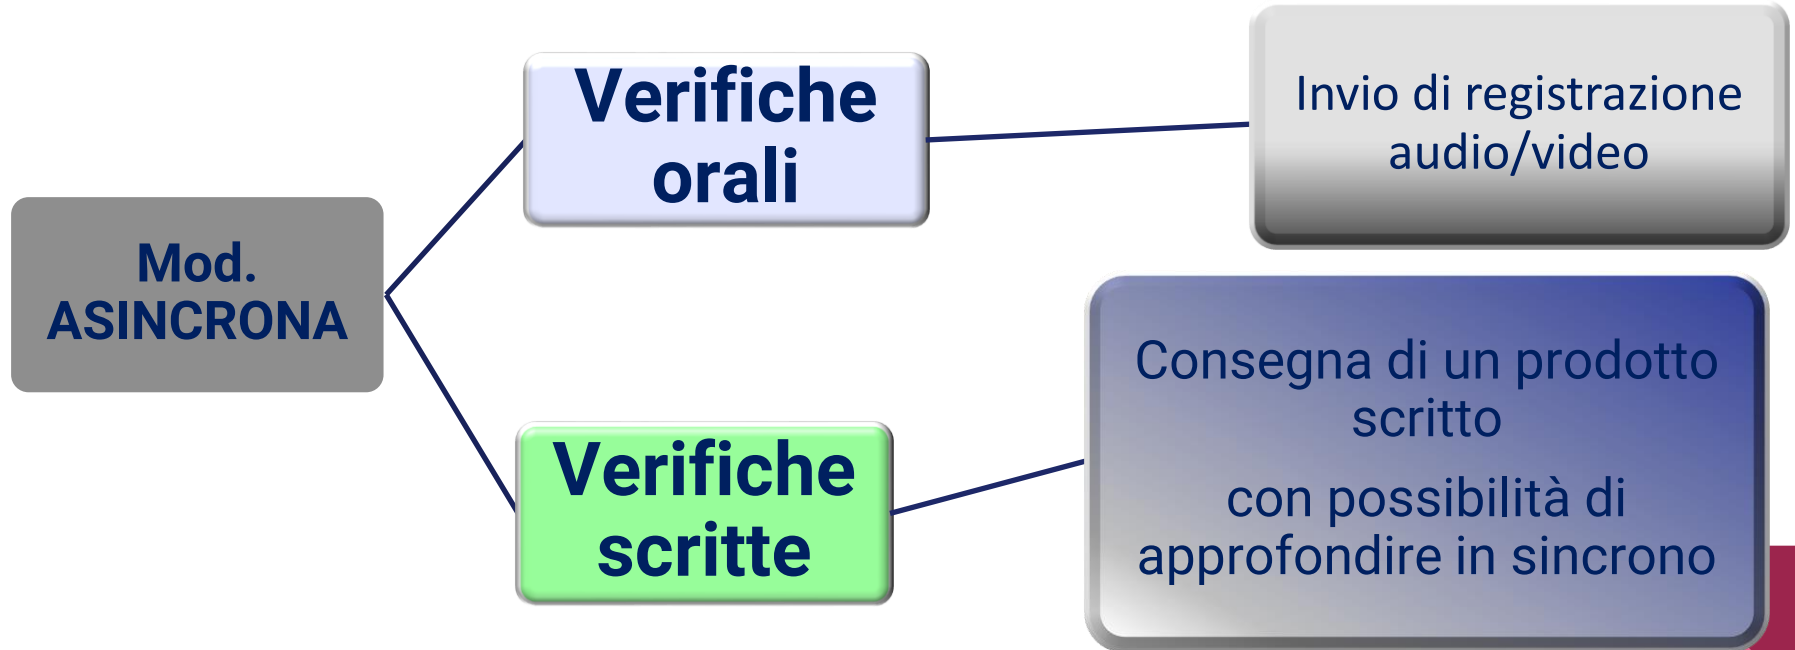 Mod.
ASINCRONA
Verifiche
orali
Invio di registrazione
audio/video
Verifiche
scritte
Consegna di un prodotto
scritto
con possibilità di
approfondire in sincrono